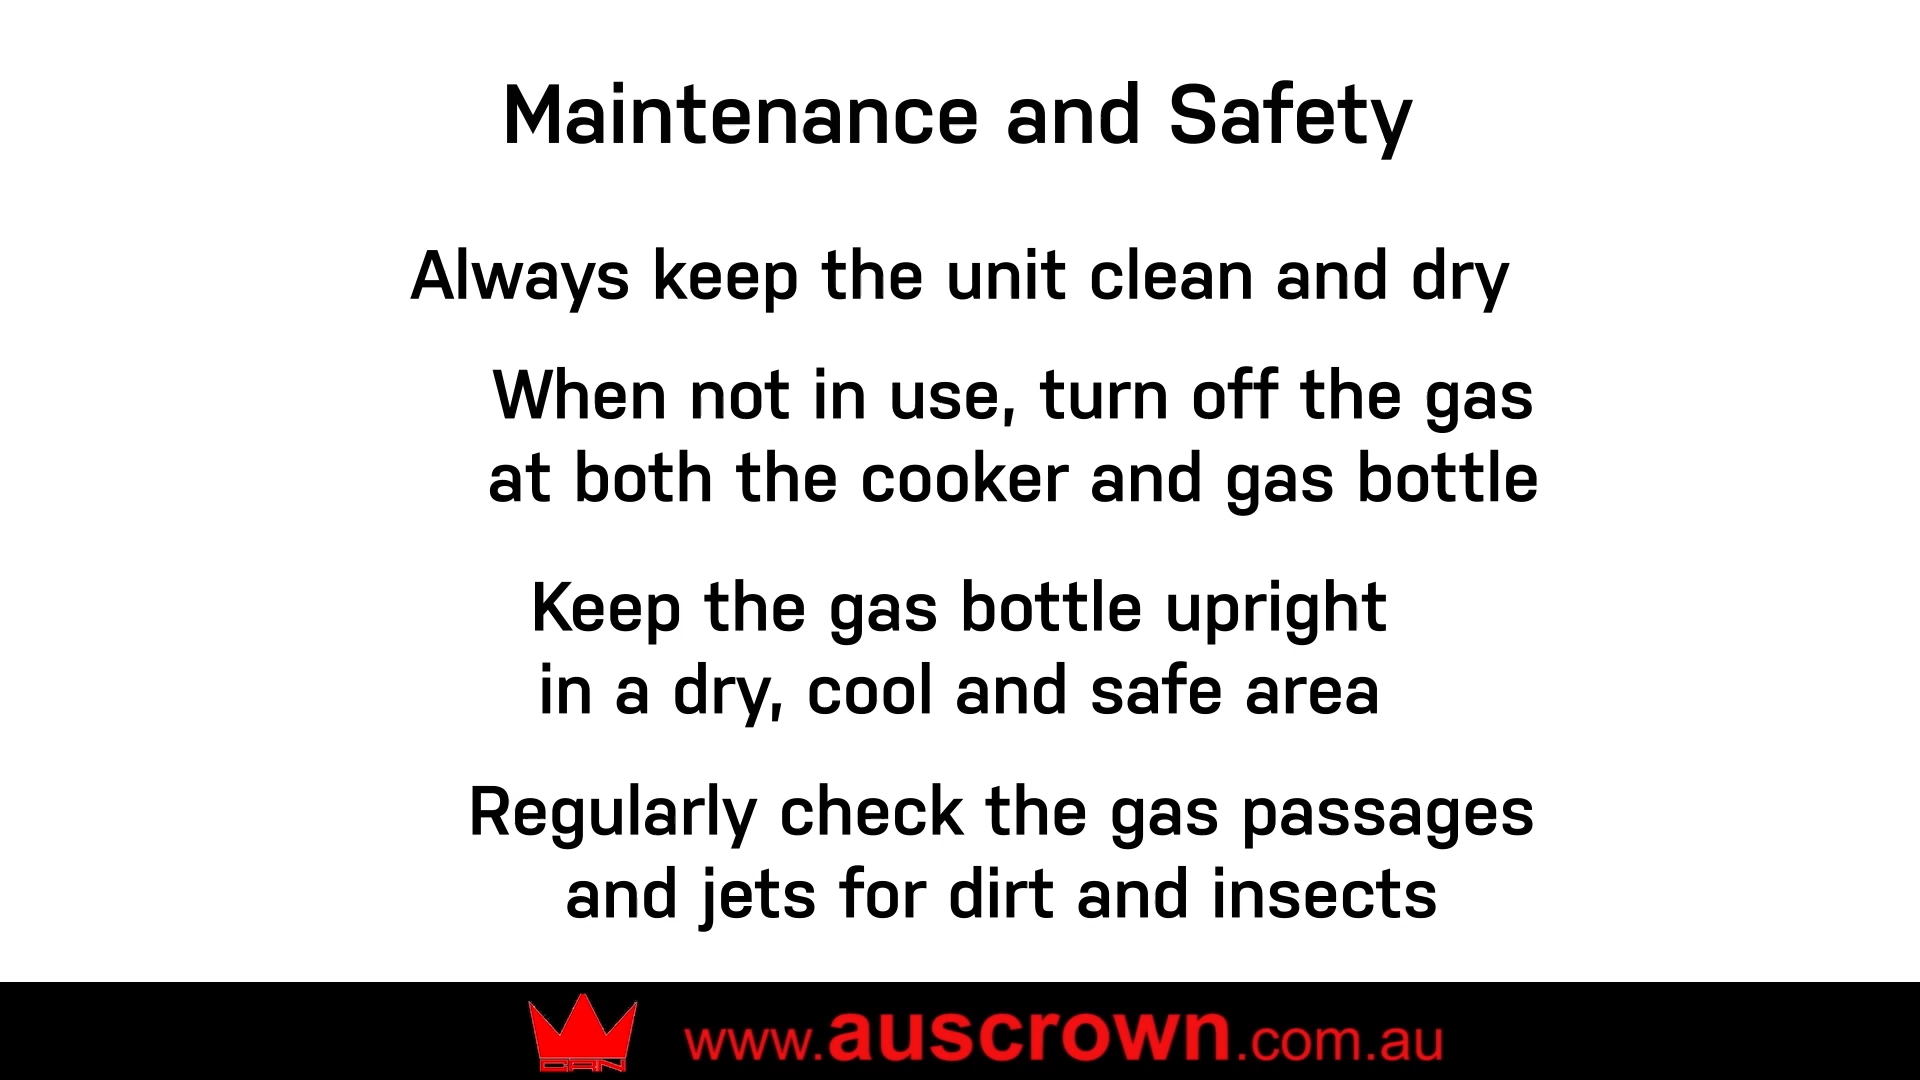 Maintenance and Safety
Always keep the unit clean and dry
When not in use, turn off the gas
at both the cooker and gas bottle
Keep the gas bottle upright
in a dry, cool and safe area
Regularly check the gas passages
and jets for dirt and insects
www.auscrown.com.au